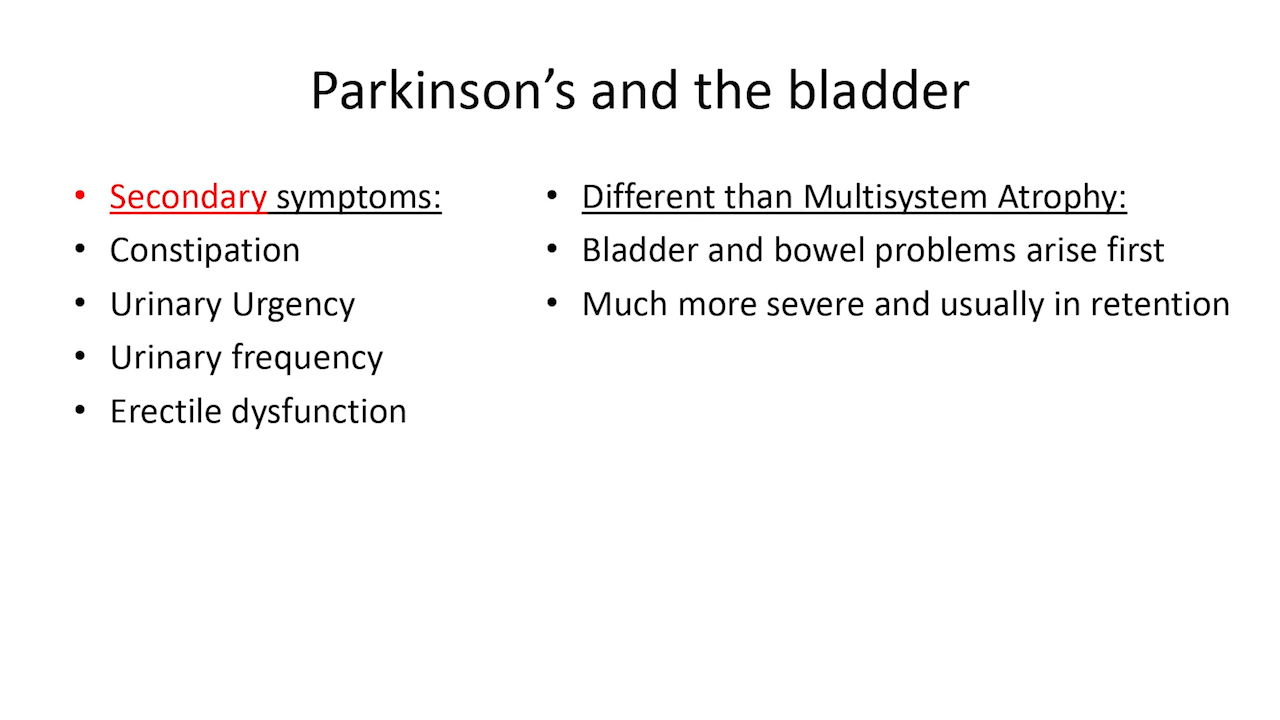 Parkinson’s and the bladder
• Secondary symptoms:
• Constipation
• Urinary Urgency
• Urinary frequency
• Erectile dysfunction
• Different than Multisystem Atrophy:
• Bladder and bowel problems arise first
• Much more severe and usually in retention